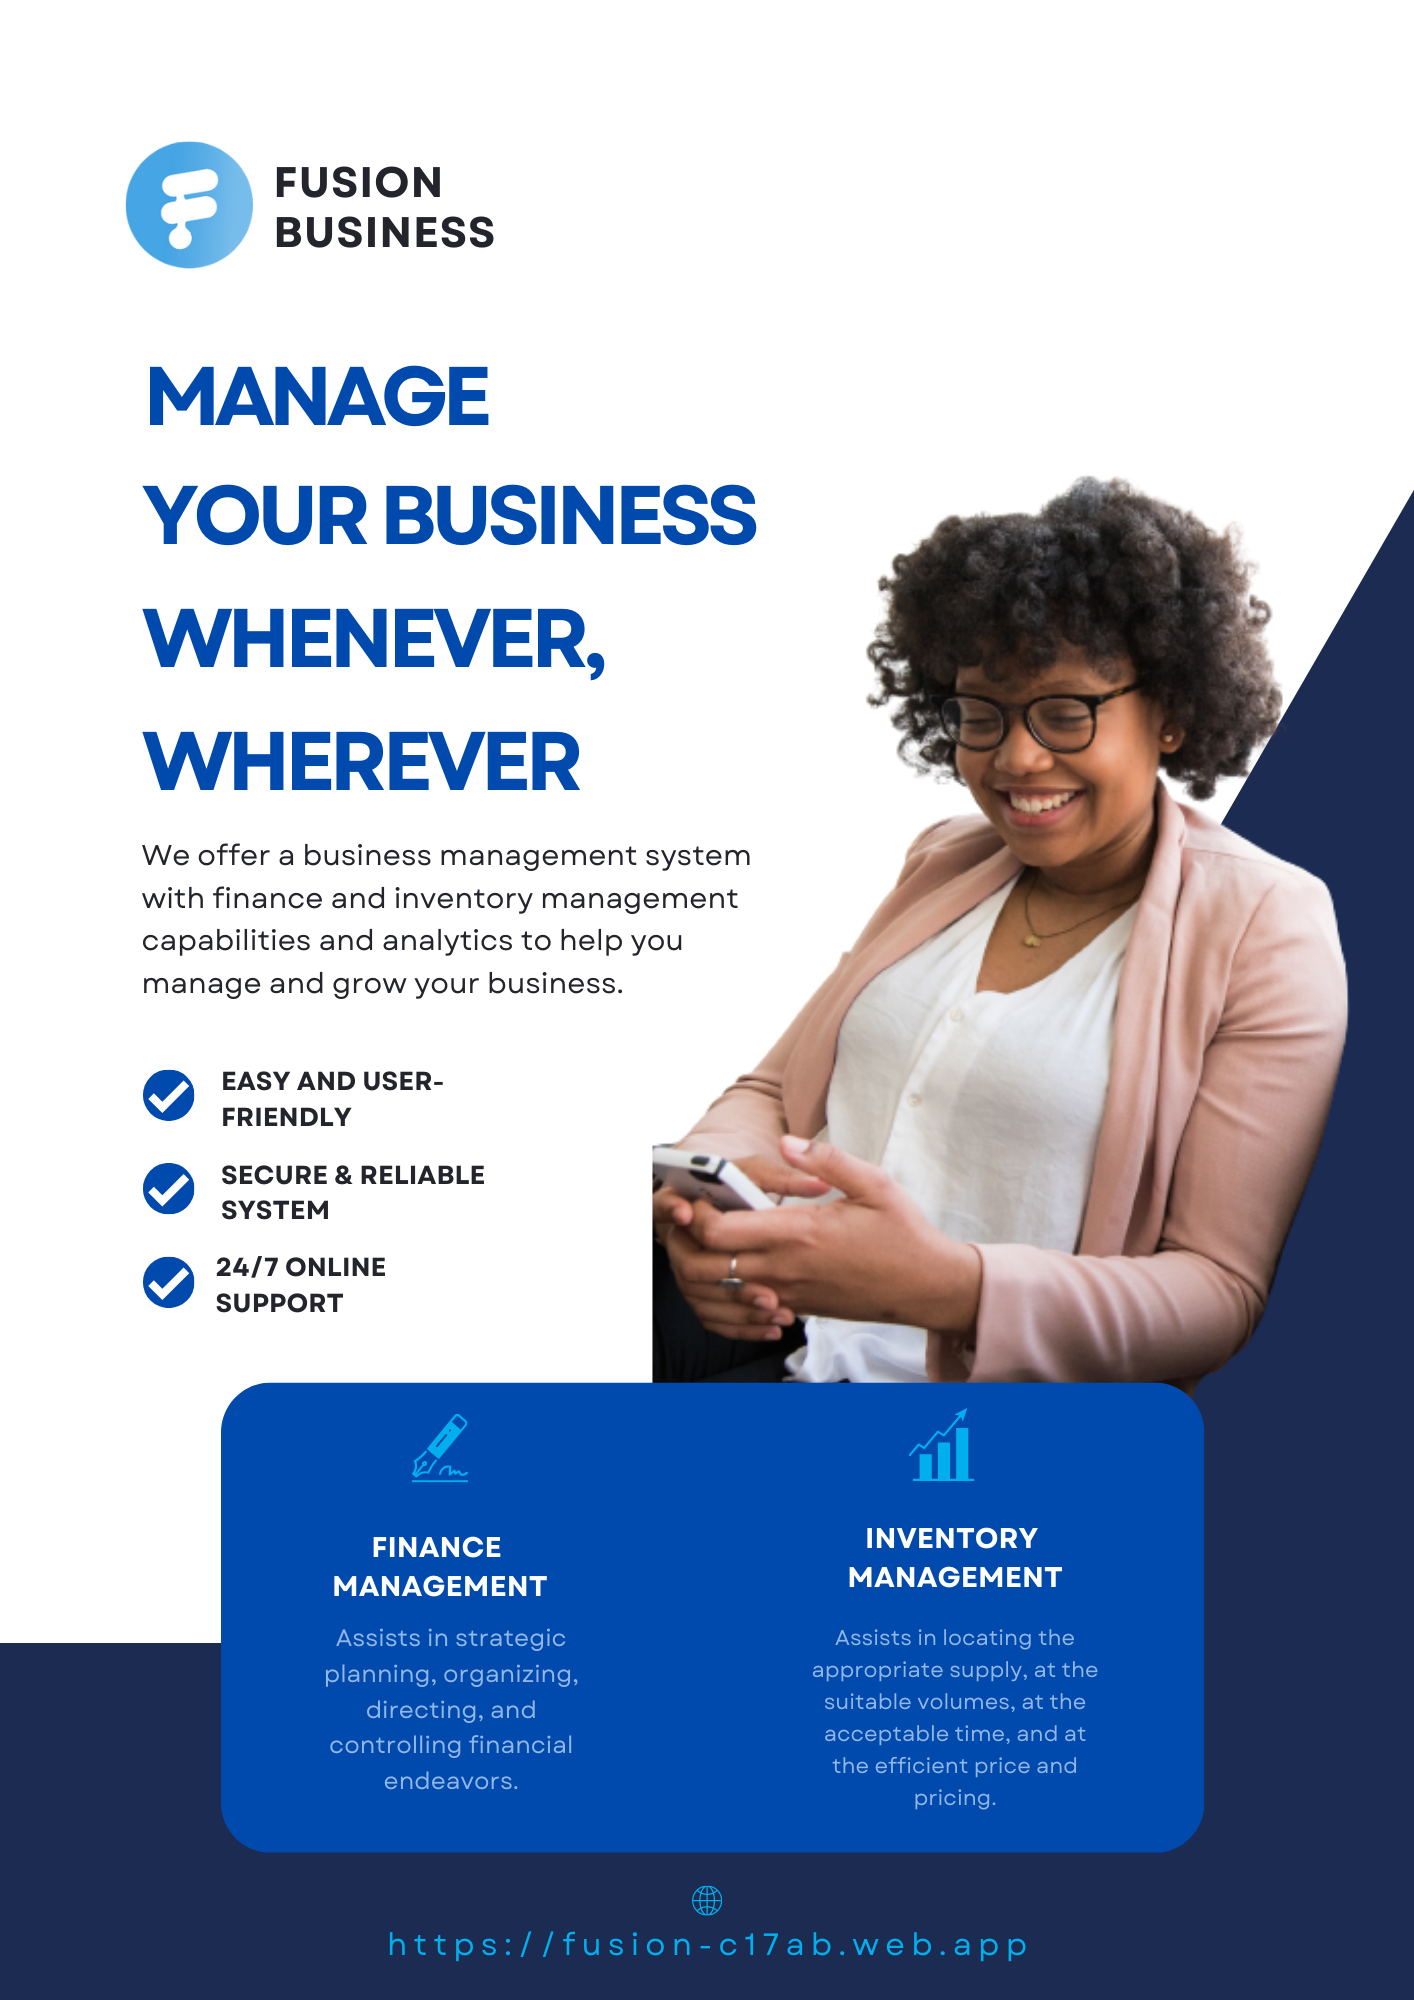 FUSION
BUSINESS
MANAGE
YOUR BUSINESS
WHENEVER,
WHEREVER
We offer a business management system
with finance and inventory management
capabilities and analytics to help you
manage and grow your business.
EASY AND USER-
FRIENDLY
SECURE & RELIABLE
SYSTEM
24/7 ONLINE
SUPPORT
FINANCE
MANAGEMENT
Assists in strategic
planning, organizing,
directing, and
controlling financial
endeavors.
INVENTORY
MANAGEMENT
Assists in locating the
appropriate supply, at the
suitable volumes, at the
acceptable time, and at
the efficient price and
pricing.
https://fusion-c17ab.web.app